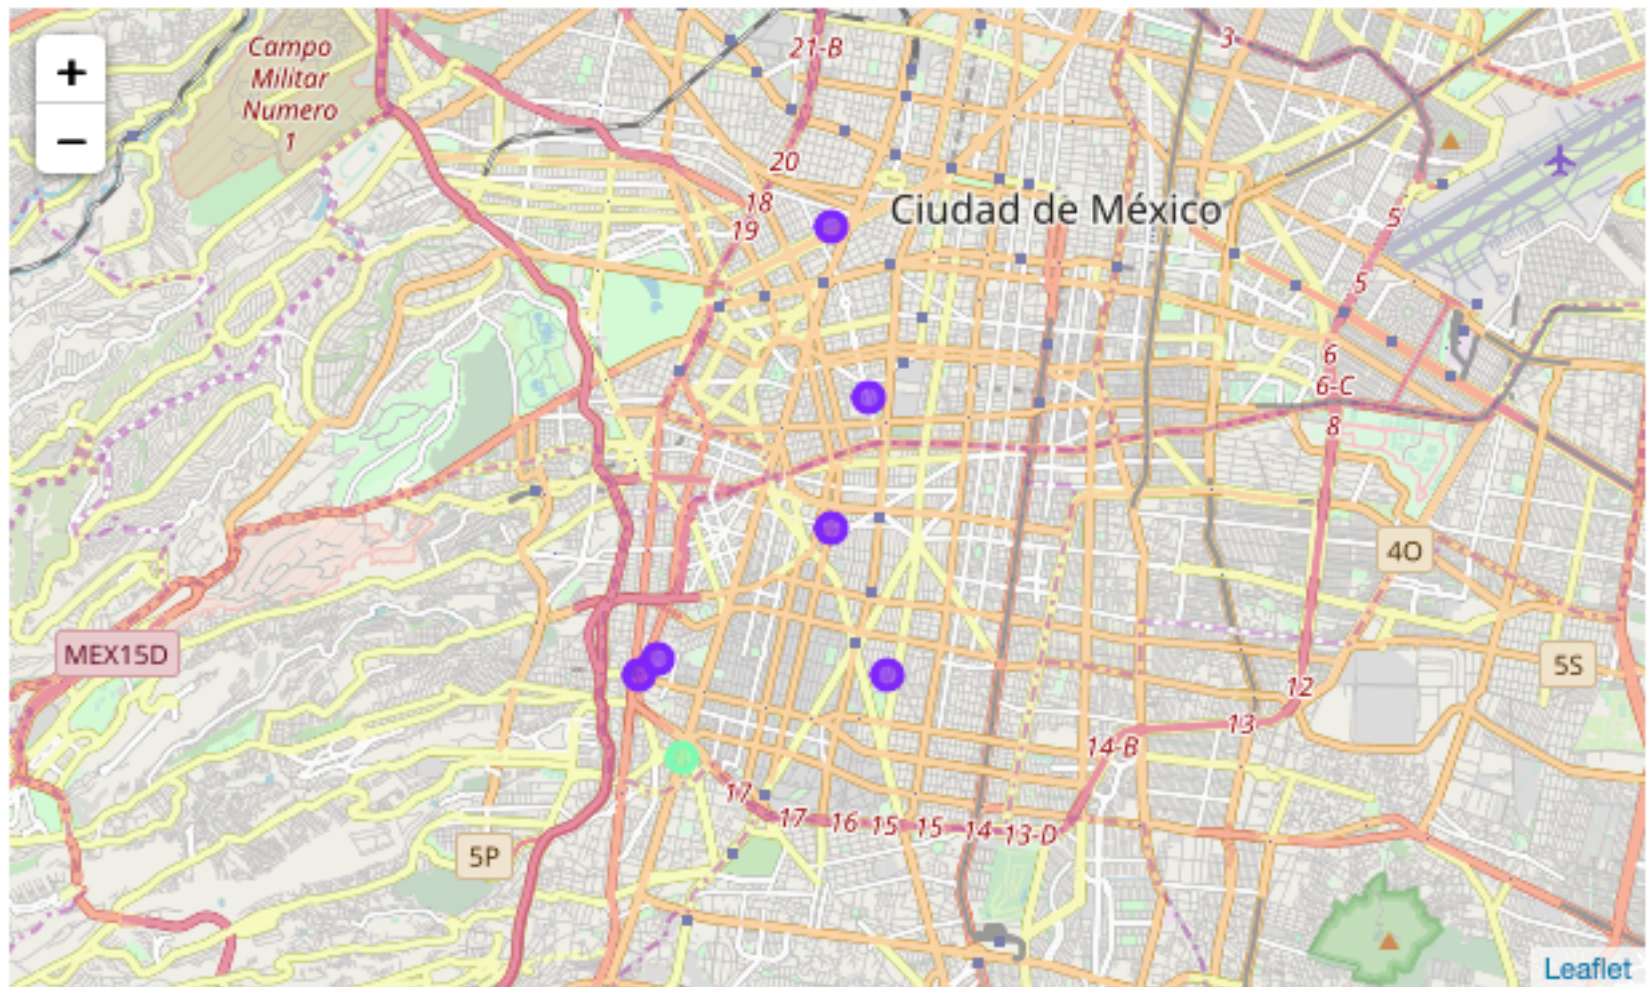 +
−
Campo
Militar
Numero
1
21-B
3
20
18
19
Ciudad de México
5
5
6
6-C
8
4O
MEX15D
5S
12
13
14-B
17
17
16
15
15
14
13-D
5P
Leaflet